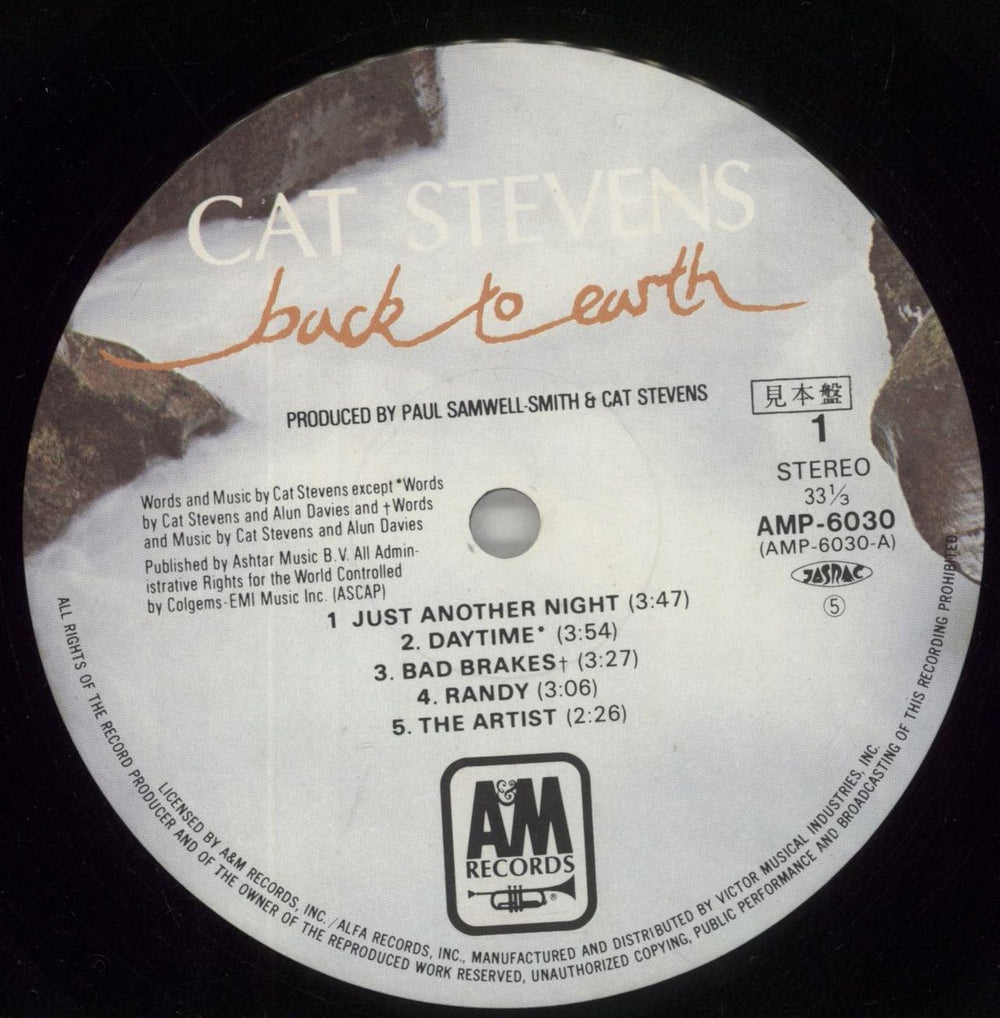 CAT STEVENS
back to earth
PRODUCED BY PAUL SAMWELL-SMITH & CAT STEVENS
見本盤
1
STEREO
33⅓
AMP-6030
(AMP-6030-A)
JASRAC
⑤
Words and Music by Cat Stevens except *Words
by Cat Stevens and Alun Davies and †Words
and Music by Cat Stevens and Alun Davies
Published by Ashtar Music B.V. All Admin-
istrative Rights for the World Controlled
by Colgems-EMI Music Inc. (ASCAP)
1 JUST ANOTHER NIGHT (3:47)
2. DAYTIME* (3:54)
3. BAD BRAKES† (3:27)
4. RANDY (3:06)
5. THE ARTIST (2:26)
A&M
RECORDS
®
LICENSED BY A&M RECORDS, INC. / ALFA RECORDS, INC., MANUFACTURED AND DISTRIBUTED BY VICTOR MUSICAL INDUSTRIES, INC.
ALL RIGHTS OF THE RECORD PRODUCER AND OF THE OWNER OF THE REPRODUCED WORK RESERVED, UNAUTHORIZED COPYING, PUBLIC PERFORMANCE AND BROADCASTING OF THIS RECORDING PROHIBITED